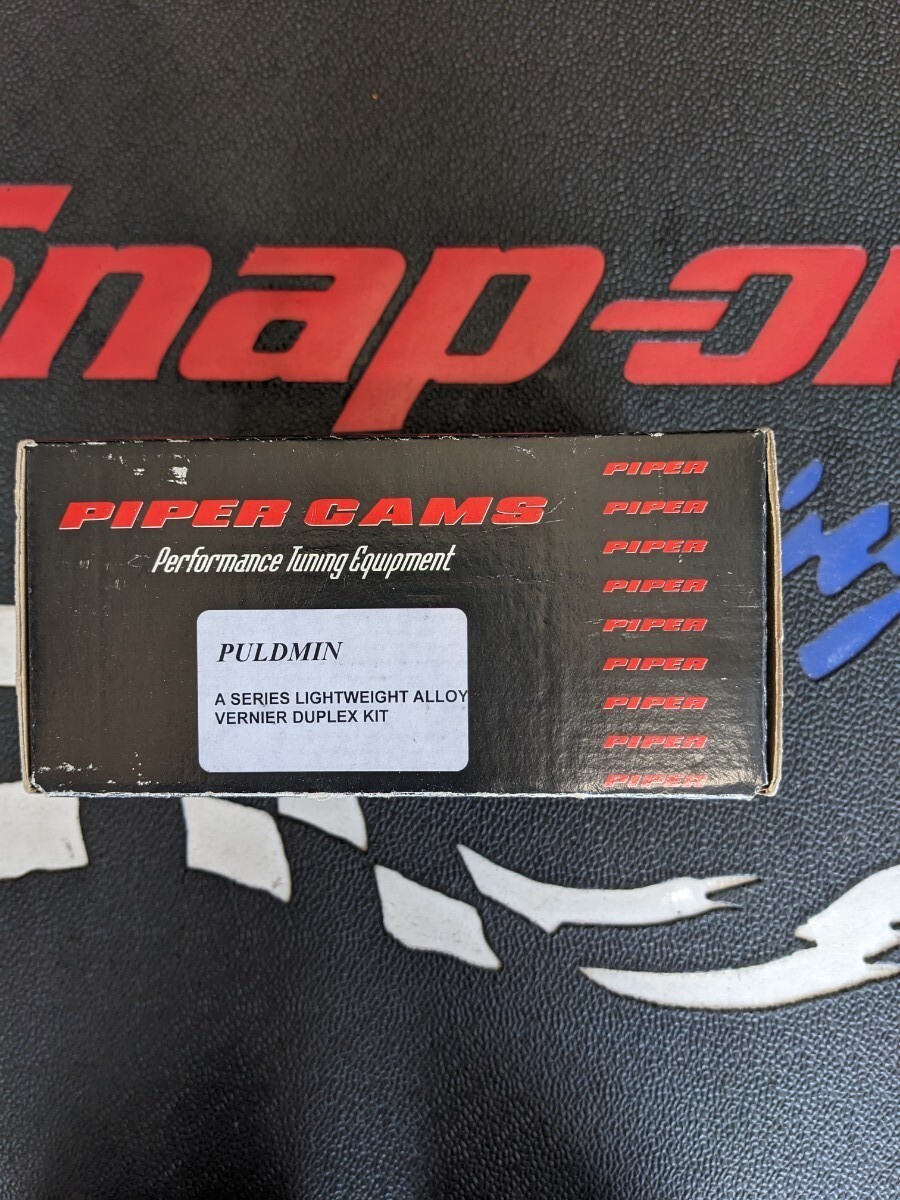 Snap-on
PIPER CAMS
Performance Tuning Equipment
PULDMIN
A SERIES LIGHTWEIGHT ALLOY
VERNIER DUPLEX KIT
PIPER
PIPER
PIPER
PIPER
PIPER
PIPER
PIPER
PIPER
PIPER